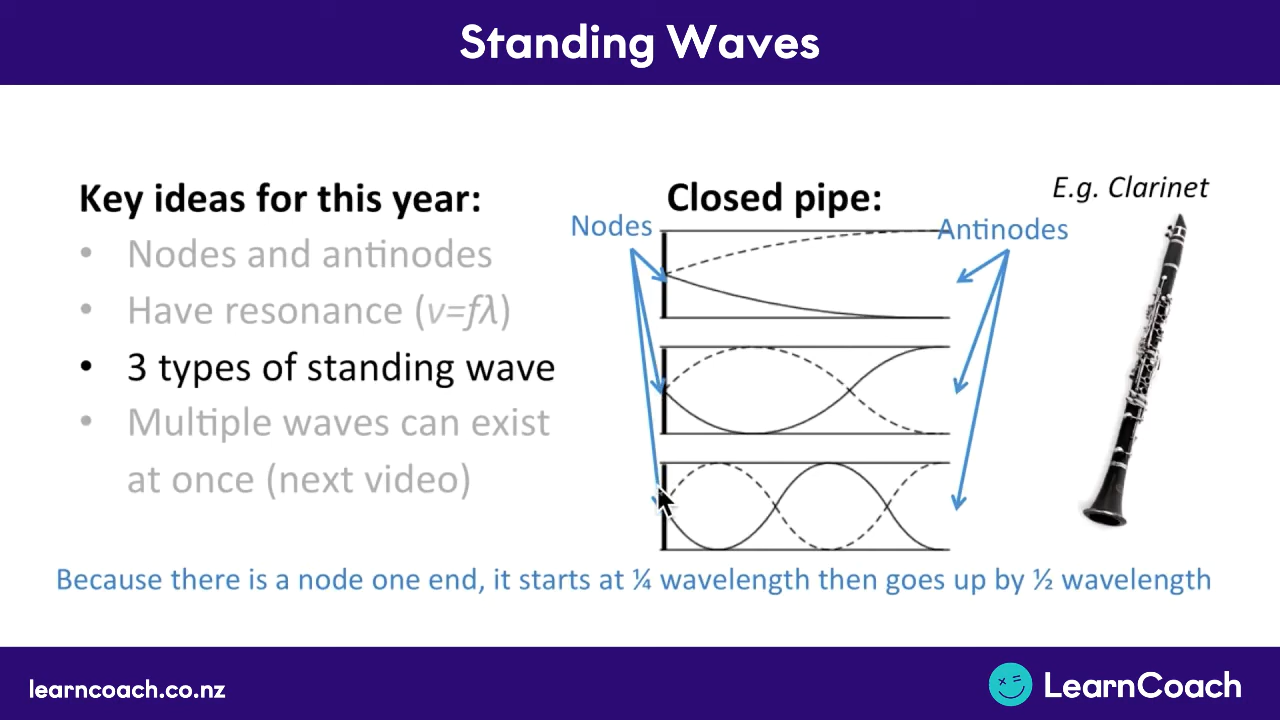 Standing Waves
Key ideas for this year:
• Nodes and antinodes
• Have resonance (v=fλ)
• 3 types of standing wave
• Multiple waves can exist
at once (next video)
Closed pipe:
E.g. Clarinet
Nodes
Antinodes
Because there is a node one end, it starts at ¼ wavelength then goes up by ½ wavelength
learncoach.co.nz
LearnCoach